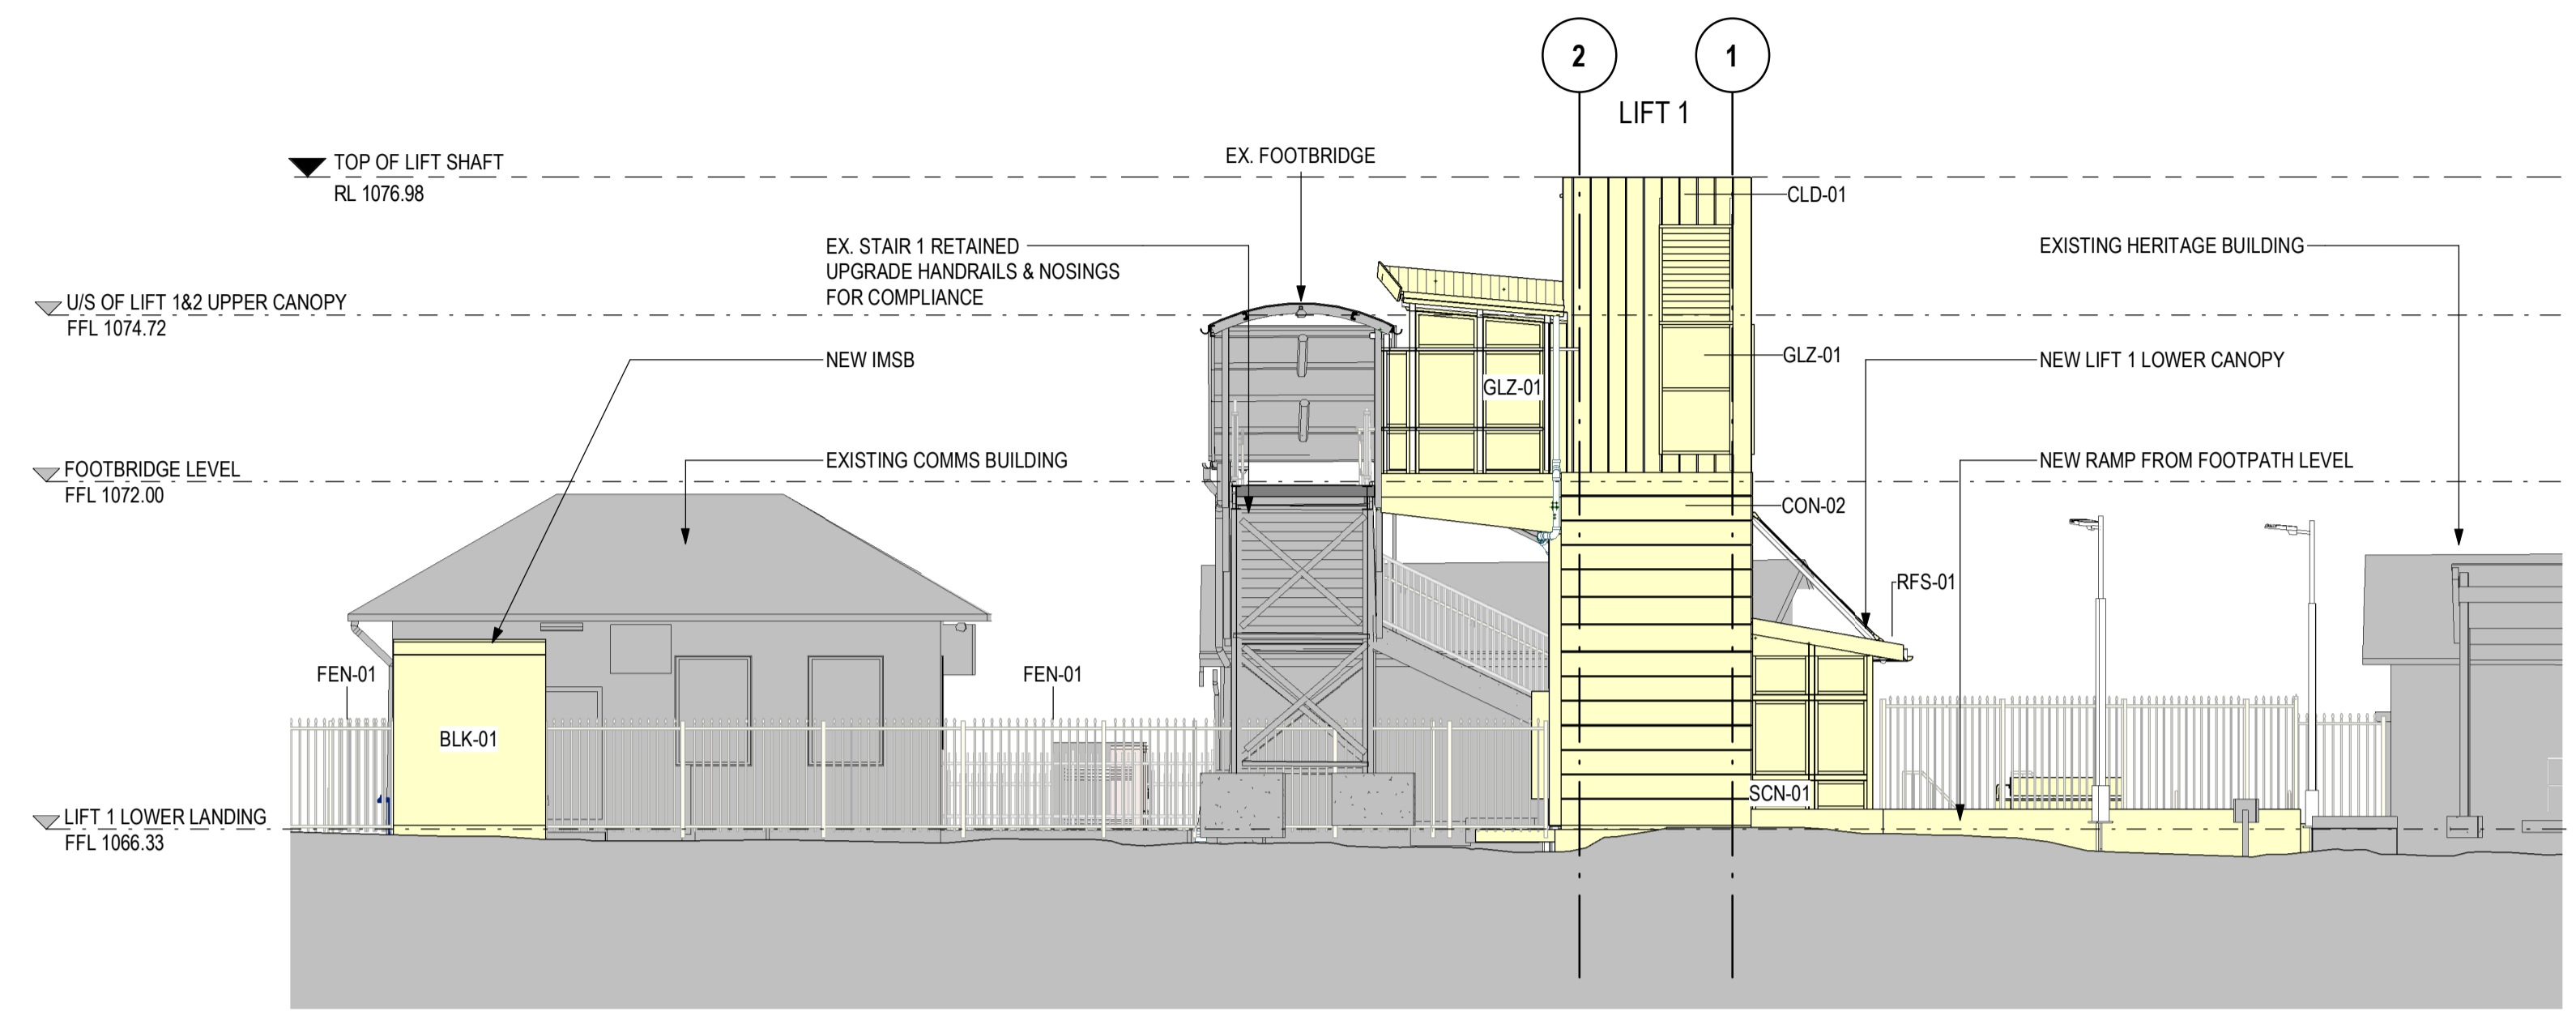 2
1
LIFT 1
TOP OF LIFT SHAFT
RL 1076.98
EX. FOOTBRIDGE
CLD-01
EX. STAIR 1 RETAINED
UPGRADE HANDRAILS & NOSINGS
FOR COMPLIANCE
EXISTING HERITAGE BUILDING
U/S OF LIFT 1&2 UPPER CANOPY
FFL 1074.72
NEW IMSB
GLZ-01
GLZ-01
NEW LIFT 1 LOWER CANOPY
FOOTBRIDGE LEVEL
FFL 1072.00
EXISTING COMMS BUILDING
NEW RAMP FROM FOOTPATH LEVEL
CON-02
RFS-01
FEN-01
FEN-01
BLK-01
SCN-01
LIFT 1 LOWER LANDING
FFL 1066.33